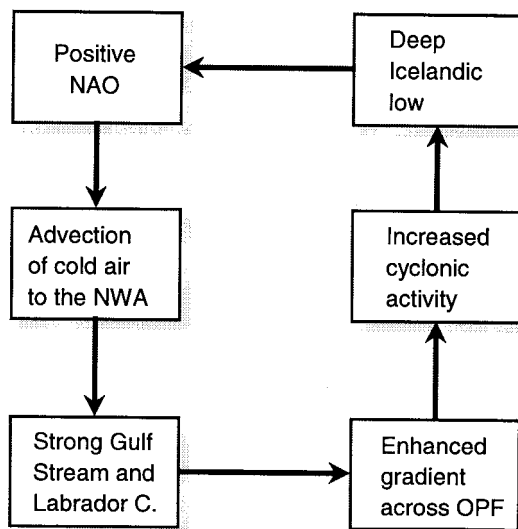 Positive
NAO
Deep
Icelandic
low
Advection
of cold air
to the NWA
Increased
cyclonic
activity
Strong Gulf
Stream and
Labrador C.
Enhanced
gradient
across OPF